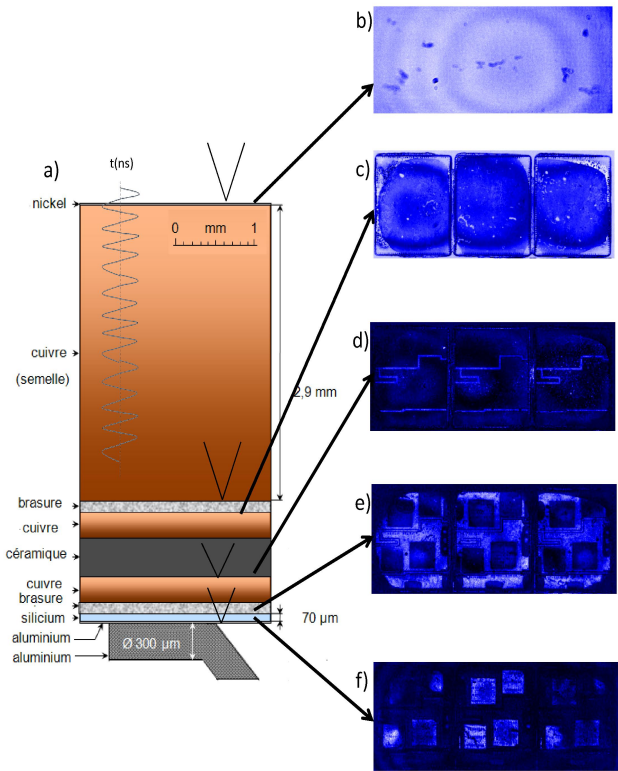 b)
a)
t(ns)
nickel
0 mm 1
c)
cuivre
(semelle)
d)
2,9 mm
brasure
cuivre
e)
céramique
cuivre
brasure
silicium
70 µm
aluminium
Ø 300 µm
aluminium
f)